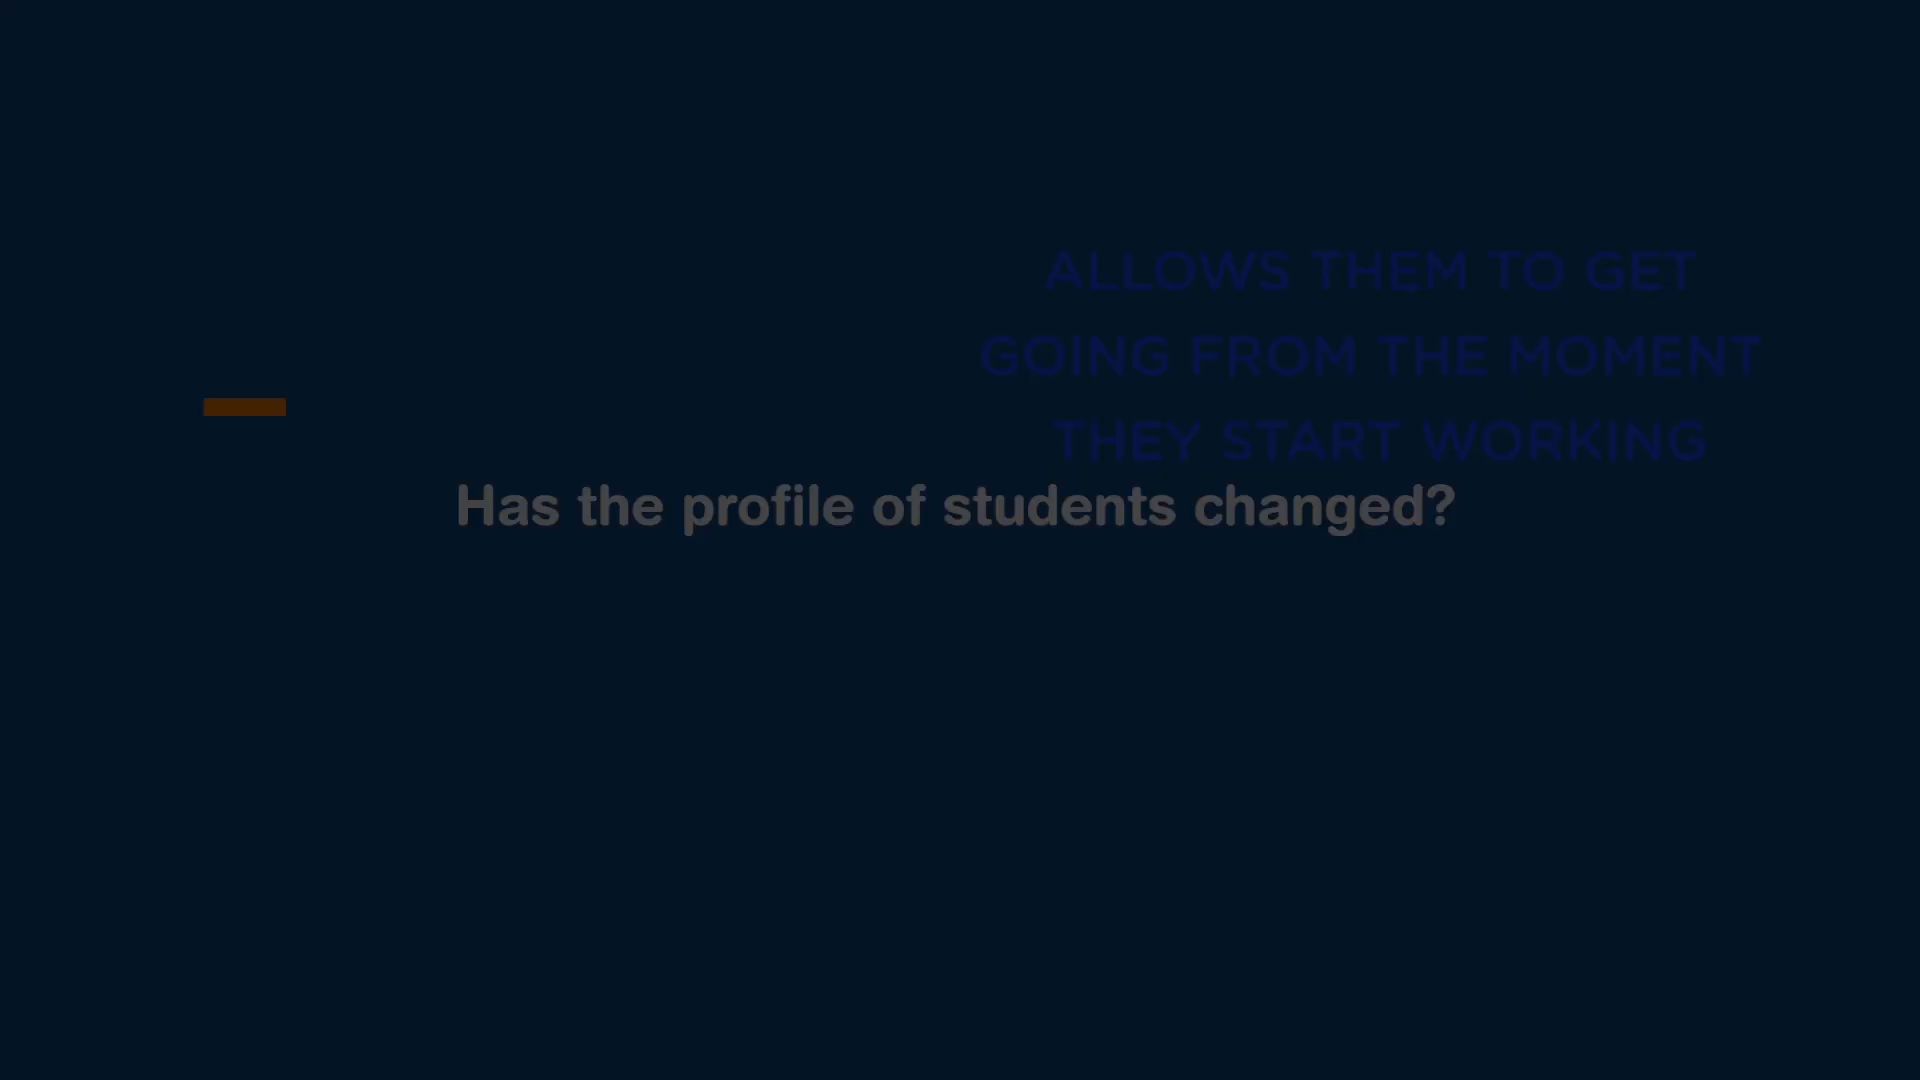 ALLOWS THEM TO GET
GOING FROM THE MOMENT
THEY START WORKING
Has the profile of students changed?